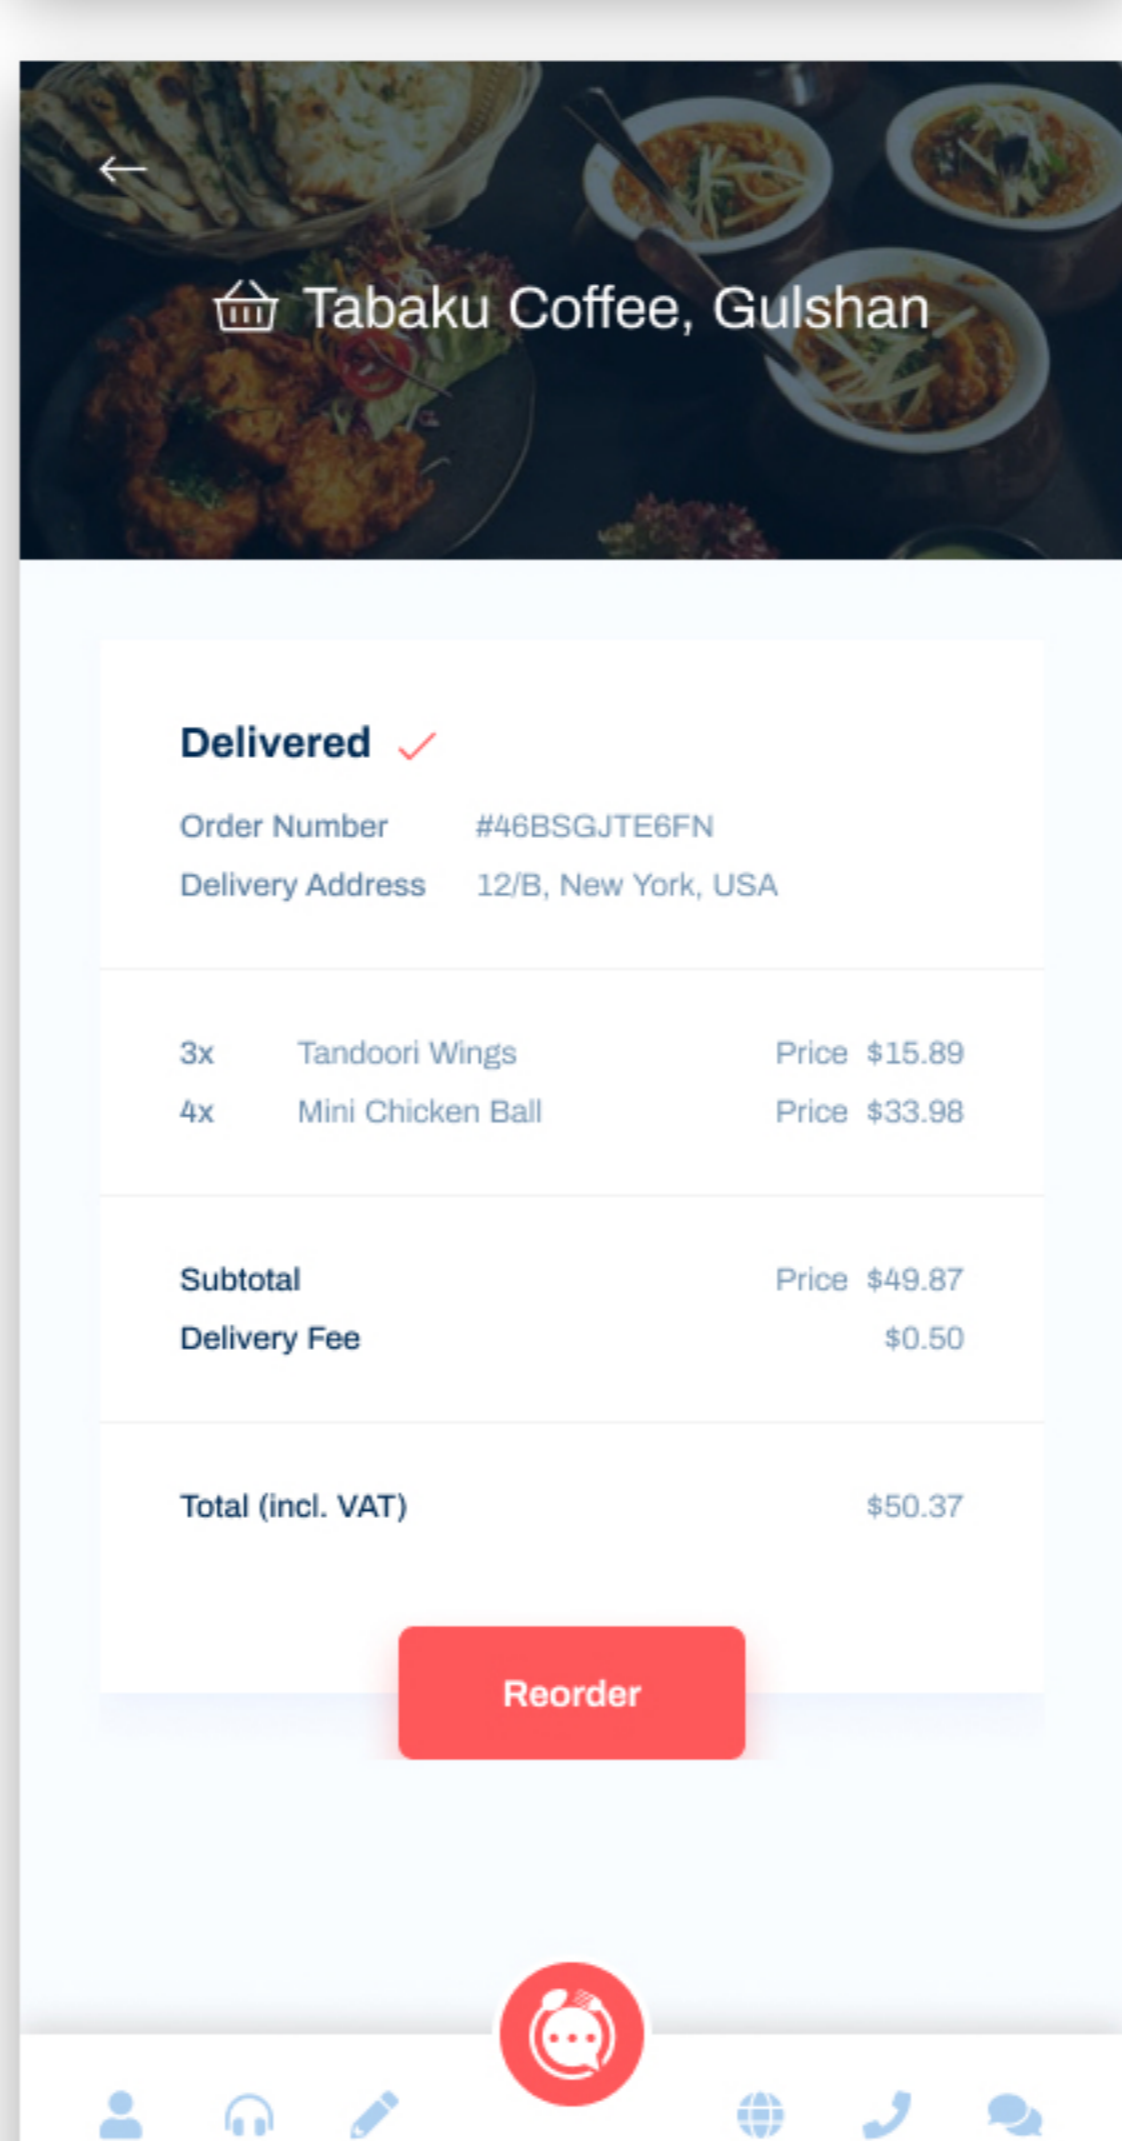 Tabaku Coffee, Gulshan
Delivered
Order Number #46BSGJTE6FN
Delivery Address 12/B, New York, USA
3x Tandoori Wings Price $15.89
4x Mini Chicken Ball Price $33.98
Subtotal Price $49.87
Delivery Fee $0.50
Total (incl. VAT) $50.37
Reorder